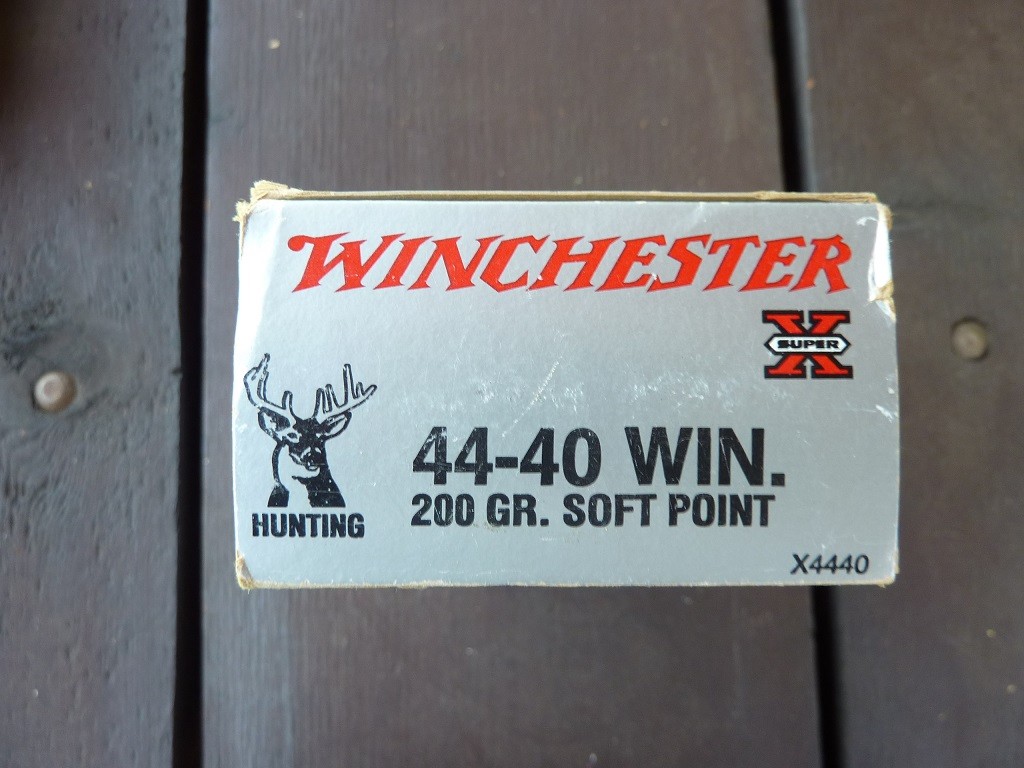 WINCHESTER
SUPER X
HUNTING
44-40 WIN.
200 GR. SOFT POINT
X4440